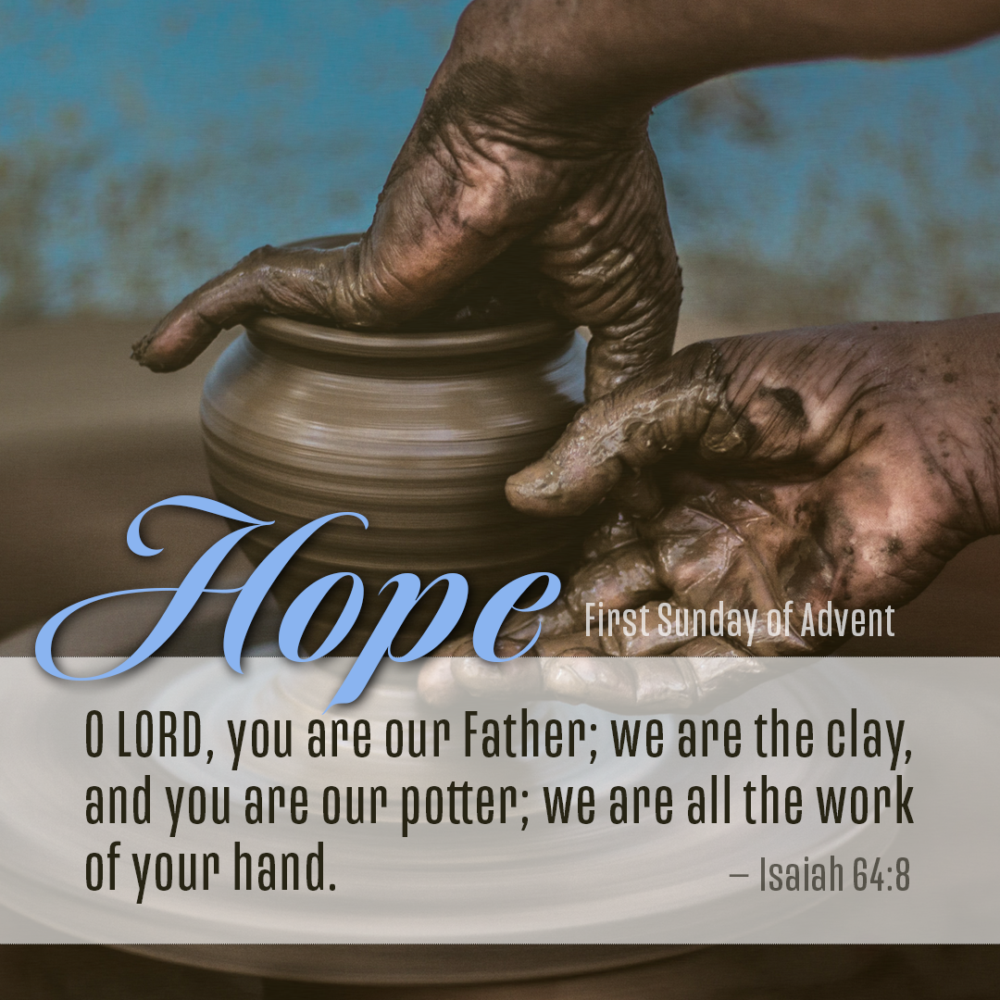 Hope
First Sunday of Advent
O LORD, you are our Father; we are the clay,
and you are our potter; we are all the work
of your hand.
– Isaiah 64:8